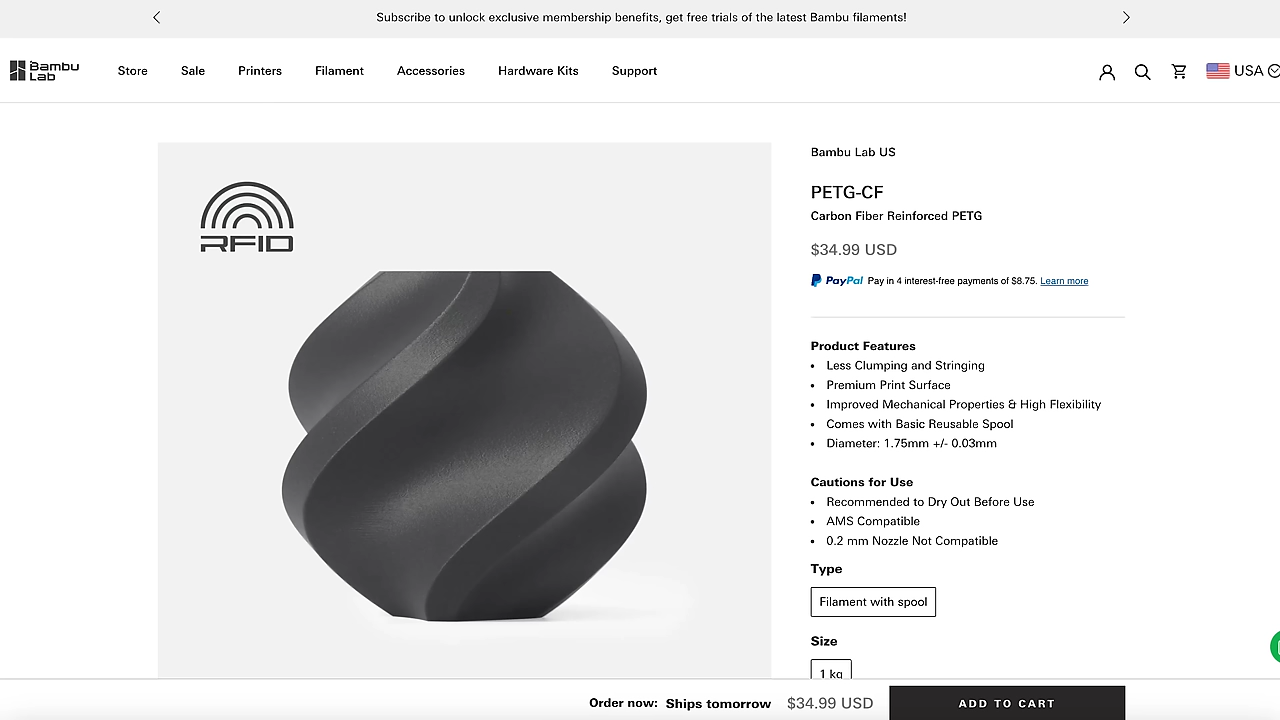 Subscribe to unlock exclusive membership benefits, get free trials of the latest Bambu filaments!
Bambu Lab
Store
Sale
Printers
Filament
Accessories
Hardware Kits
Support
USA
RFID
Bambu Lab US
PETG-CF
Carbon Fiber Reinforced PETG
$34.99 USD
PayPal Pay in 4 interest-free payments of $8.75. Learn more
Product Features
• Less Clumping and Stringing
• Premium Print Surface
• Improved Mechanical Properties & High Flexibility
• Comes with Basic Reusable Spool
• Diameter: 1.75mm +/- 0.03mm
Cautions for Use
• Recommended to Dry Out Before Use
• AMS Compatible
• 0.2 mm Nozzle Not Compatible
Type
Filament with spool
Size
1 kg
Order now: Ships tomorrow $34.99 USD ADD TO CART